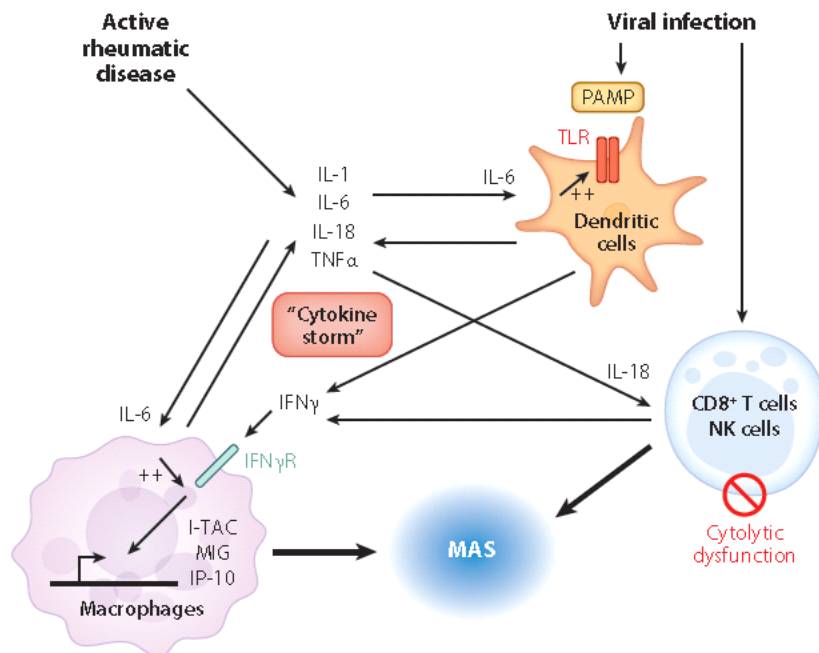 Active
rheumatic
disease
Viral infection
PAMP
TLR
IL-1
IL-6
IL-18
TNFα
IL-6
++
Dendritic
cells
"Cytokine
storm"
IL-18
CD8⁺ T cells
NK cells
IL-6
IFNγ
IFNγR
++
I-TAC
MIG
IP-10
Macrophages
MAS
Cytolytic
dysfunction